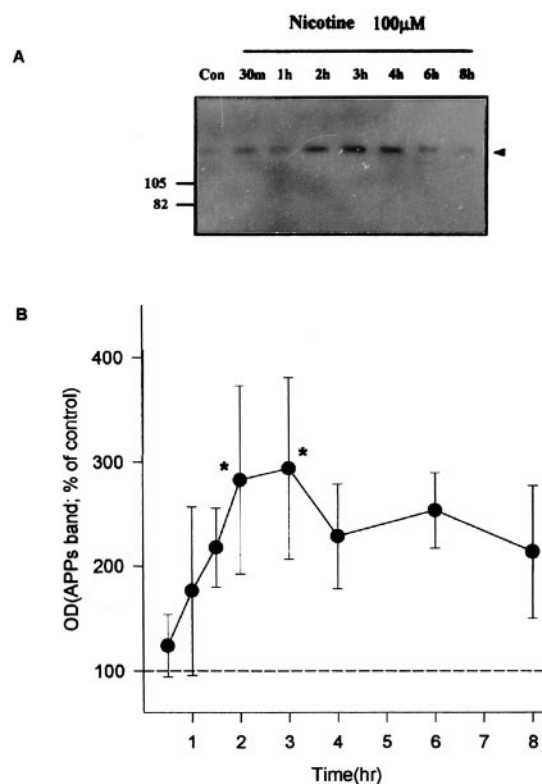 Nicotine 100μM
A
Con 30m 1h 2h 3h 4h 6h 8h
105
82
B
OD(APPs band; % of control)
400
300
200
100
*
*
1 2 3 4 5 6 7 8
Time(hr)